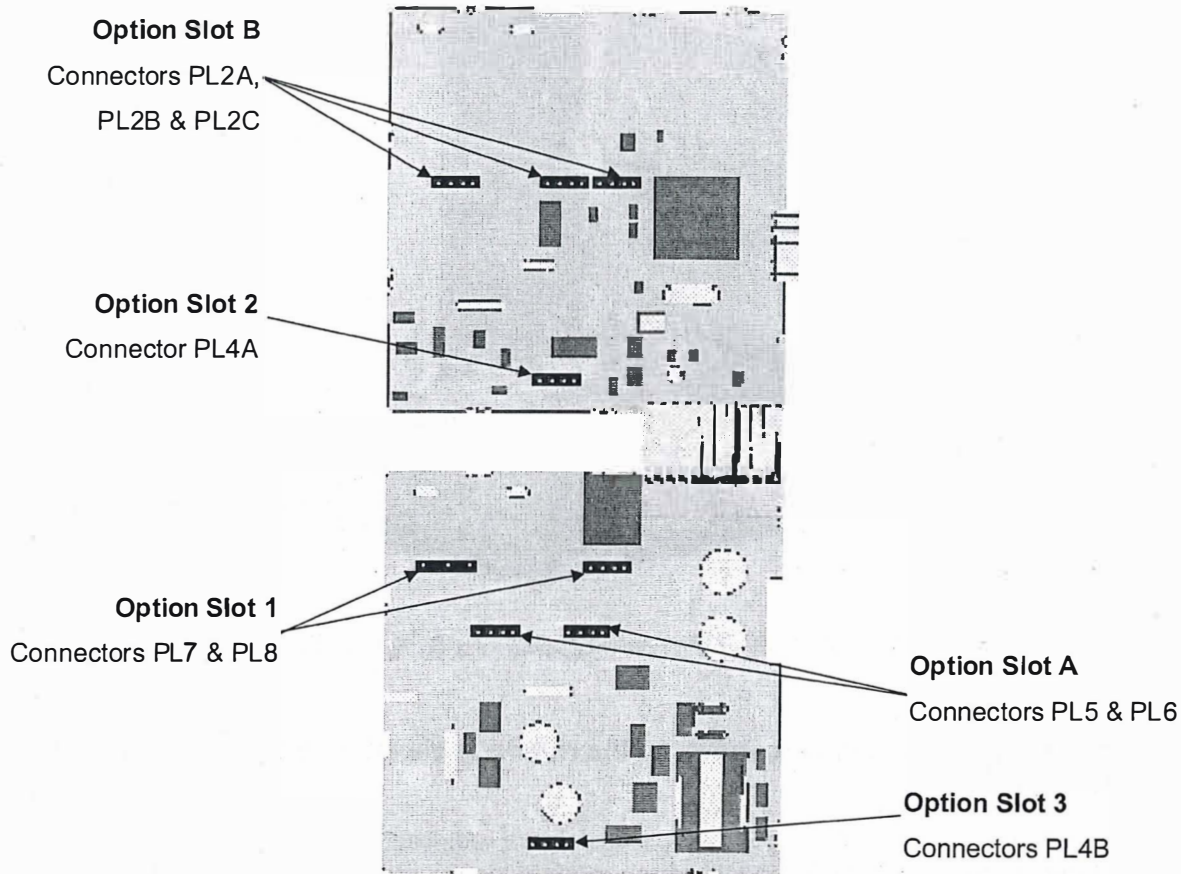 Option Slot B
Connectors PL2A,
PL2B & PL2C
Option Slot 2
Connector PL4A
Option Slot 1
Connectors PL7 & PL8
Option Slot A
Connectors PL5 & PL6
Option Slot 3
Connectors PL4B